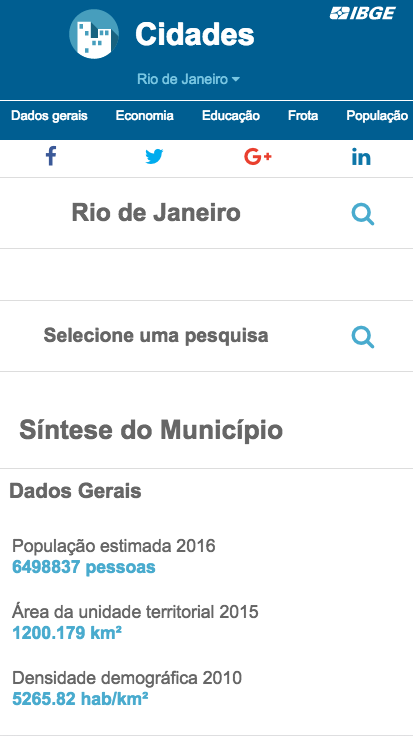 IBGE
Cidades
Rio de Janeiro
Dados gerais Economia Educação Frota População
Rio de Janeiro
Selecione uma pesquisa
Síntese do Município
Dados Gerais
População estimada 2016
6498837 pessoas
Área da unidade territorial 2015
1200.179 km²
Densidade demográfica 2010
5265.82 hab/km²